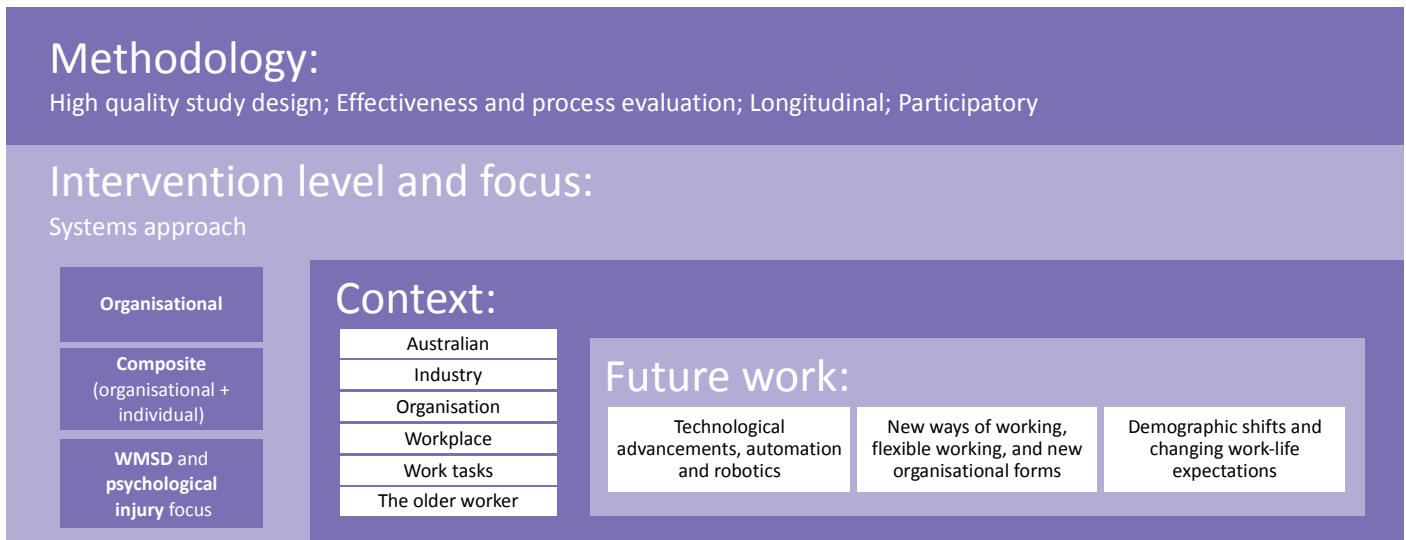 Methodology:
High quality study design; Effectiveness and process evaluation; Longitudinal; Participatory
Intervention level and focus:
Systems approach
Organisational
Composite
(organisational +
individual)
WMSD and
psychological
injury focus
Context:
Australian
Industry
Organisation
Workplace
Work tasks
The older worker
Future work:
Technological
advancements, automation
and robotics
New ways of working,
flexible working, and new
organisational forms
Demographic shifts and
changing work-life
expectations